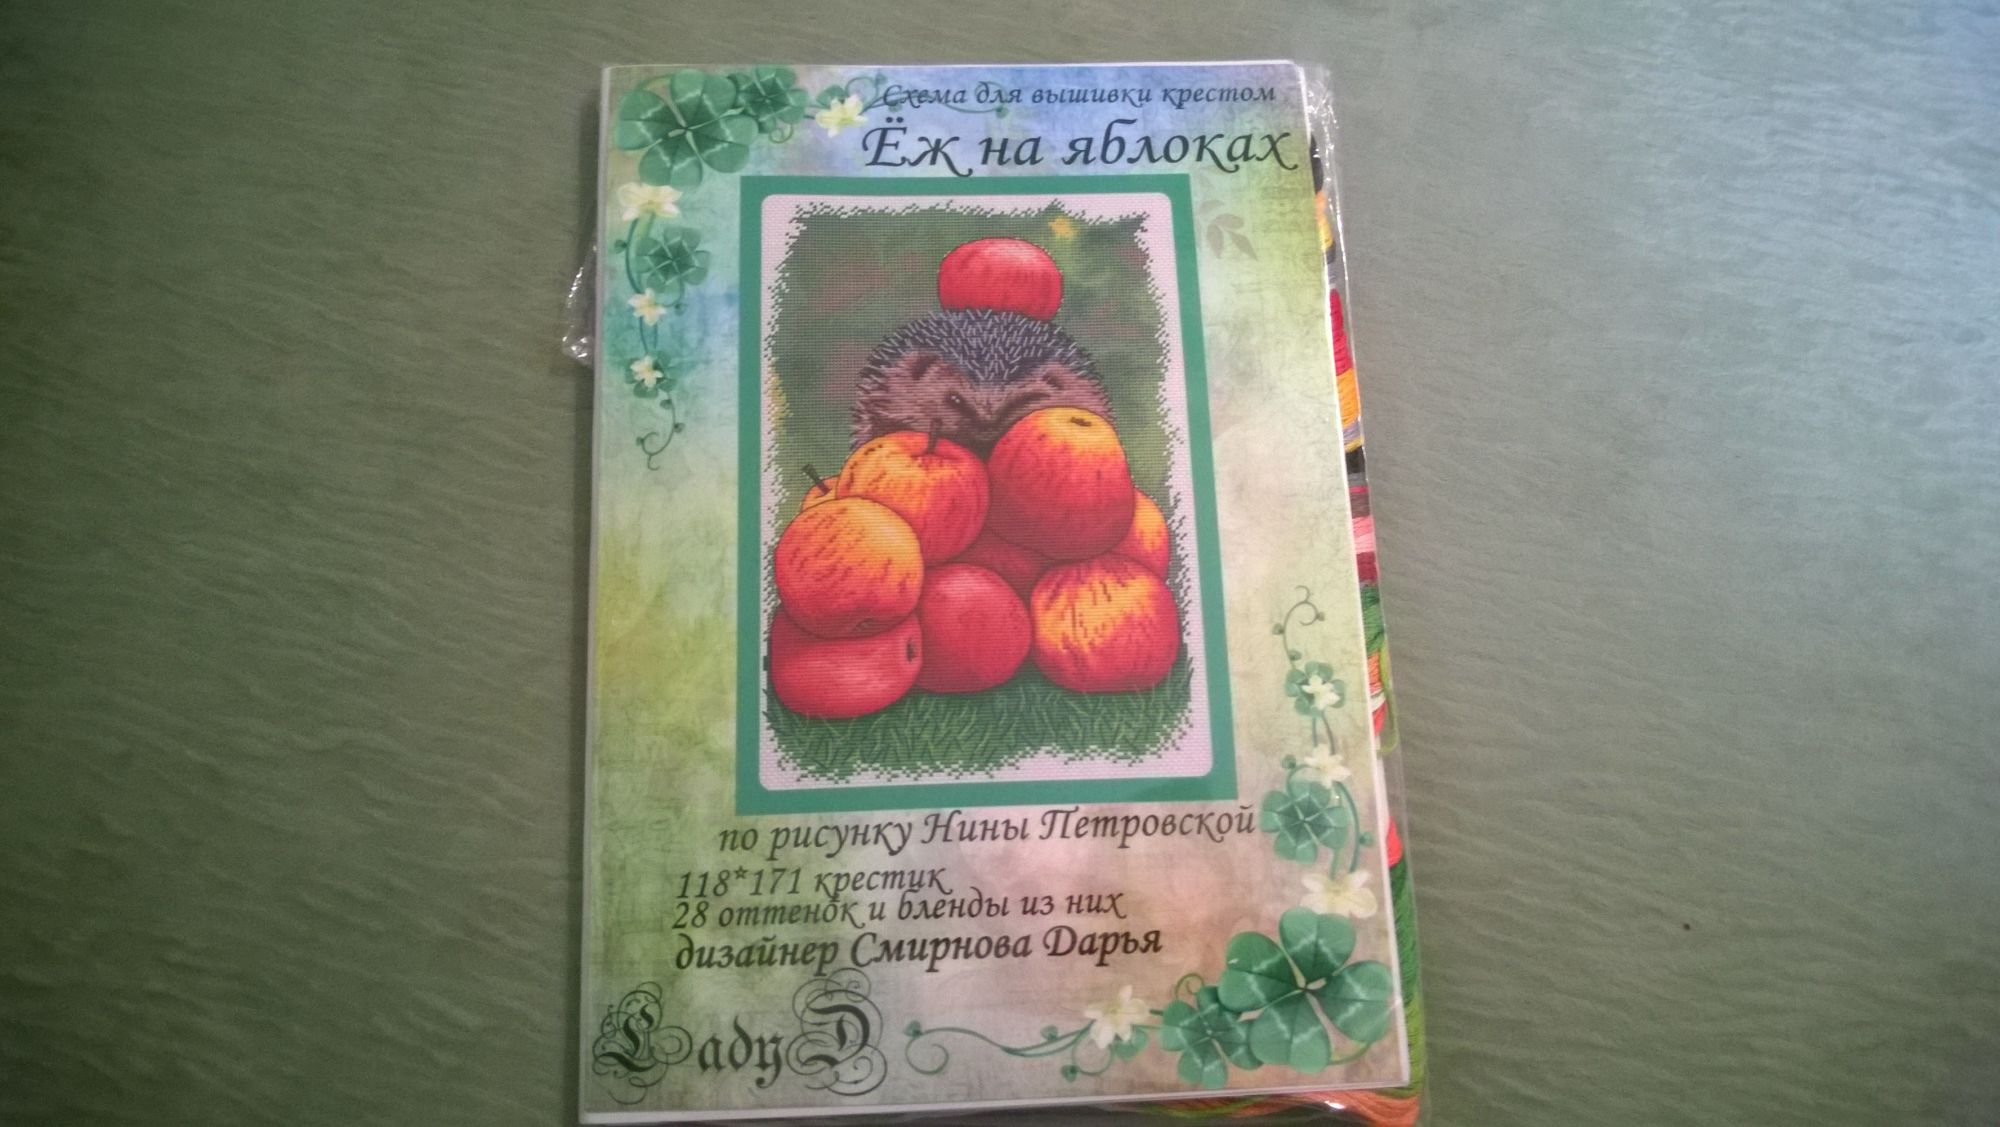 Схема для вышивки крестом
Ёж на яблоках
по рисунку Нины Петровской
118*171 крестик
28 оттенок и бленды из них
дизайнер Смирнова Дарья
LadyD